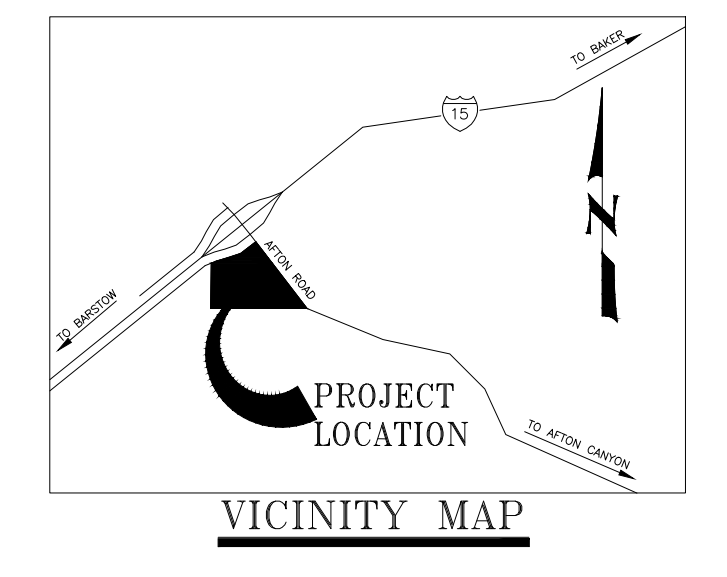 TO BAKER
15
N
AFTON ROAD
TO BARSTOW
PROJECT
LOCATION
TO AFTON CANYON
VICINITY MAP